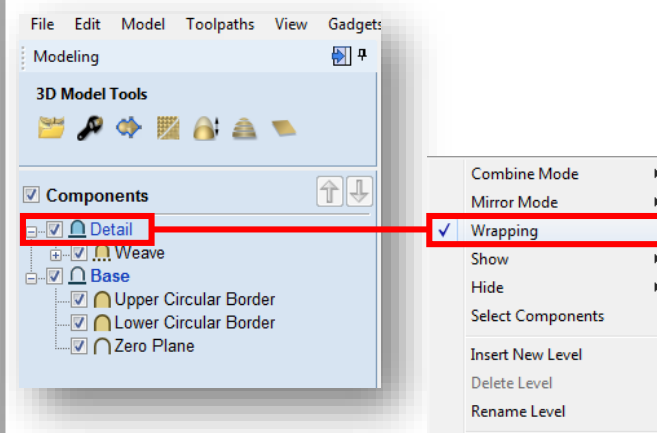 File Edit Model Toolpaths View Gadgets
Modeling
3D Model Tools
Components
Detail
Weave
Base
Upper Circular Border
Lower Circular Border
Zero Plane
Combine Mode
Mirror Mode
Wrapping
Show
Hide
Select Components
Insert New Level
Delete Level
Rename Level